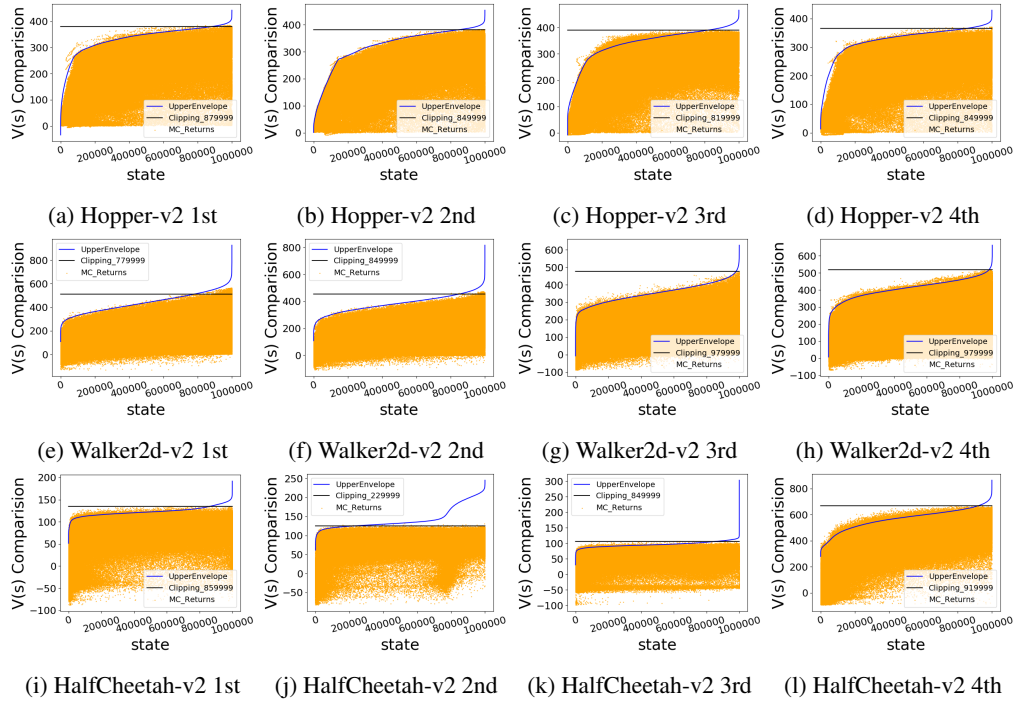 V(s) Comparision
400
300
200
100
0
UpperEnvelope
Clipping_879999
MC_Returns
0 200000 400000 600000 800000 1000000
state
(a) Hopper-v2 1st
400
300
200
100
0
UpperEnvelope
Clipping_849999
MC_Returns
0 200000 400000 600000 800000 1000000
state
(b) Hopper-v2 2nd
V(s) Comparision
400
300
200
100
0
UpperEnvelope
Clipping_819999
MC_Returns
0 200000 400000 600000 800000 1000000
state
(c) Hopper-v2 3rd
V(s) Comparision
400
300
200
100
0
UpperEnvelope
Clipping_849999
MC_Returns
0 200000 400000 600000 800000 1000000
state
(d) Hopper-v2 4th
V(s) Comparision
800
600
400
200
0
UpperEnvelope
Clipping_779999
MC_Returns
0 200000 400000 600000 800000 1000000
state
(e) Walker2d-v2 1st
V(s) Comparision
800
600
400
200
0
UpperEnvelope
Clipping_849999
MC_Returns
0 200000 400000 600000 800000 1000000
state
(f) Walker2d-v2 2nd
V(s) Comparision
600
500
400
300
200
100
0
−100
UpperEnvelope
Clipping_979999
MC_Returns
0 200000 400000 600000 800000 1000000
state
(g) Walker2d-v2 3rd
V(s) Comparision
600
500
400
300
200
100
0
−100
UpperEnvelope
Clipping_979999
MC_Returns
0 200000 400000 600000 800000 1000000
state
(h) Walker2d-v2 4th
V(s) Comparision
200
150
100
50
0
−50
−100
UpperEnvelope
Clipping_859999
MC_Returns
0 200000 400000 600000 800000 1000000
state
(i) HalfCheetah-v2 1st
V(s) Comparision
250
200
150
100
50
0
−50
UpperEnvelope
Clipping_229999
MC_Returns
0 200000 400000 600000 800000 1000000
state
(j) HalfCheetah-v2 2nd
V(s) Comparision
300
250
200
150
100
50
0
−50
−100
UpperEnvelope
Clipping_849999
MC_Returns
0 200000 400000 600000 800000 1000000
state
(k) HalfCheetah-v2 3rd
V(s) Comparision
800
600
400
200
0
UpperEnvelope
Clipping_919999
MC_Returns
0 200000 400000 600000 800000 1000000
state
(l) HalfCheetah-v2 4th